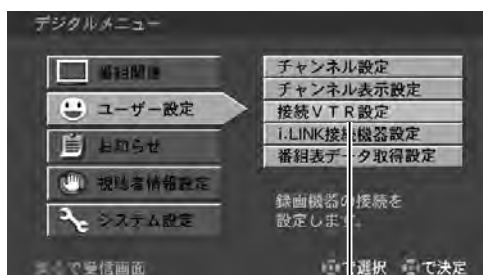 デジタルメニュー
番組関連
ユーザー設定
お知らせ
視聴者情報設定
システム設定
チャンネル設定
チャンネル表示設定
接続VTR設定
i.LINK接続機器設定
番組表データ取得設定
録画機器の接続を
設定します。
で受信画面
で選択 で決定